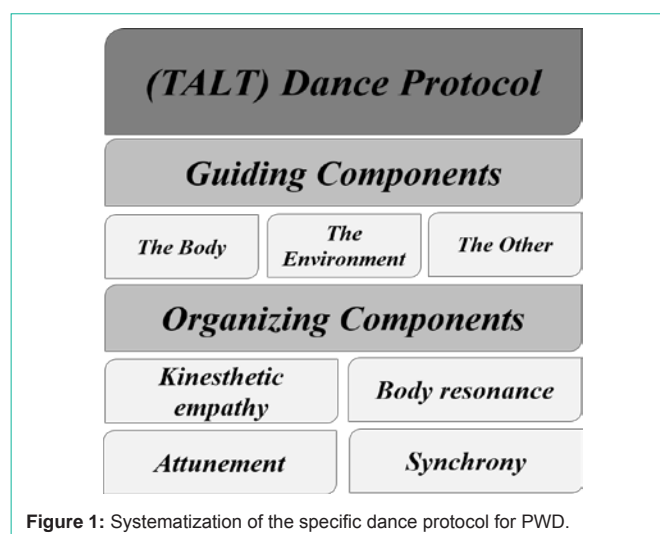 (TALT) Dance Protocol
Guiding Components
The Body
The
Environment
The Other
Organizing Components
Kinesthetic
empathy
Body resonance
Attunement
Synchrony
Figure 1: Systematization of the specific dance protocol for PWD.